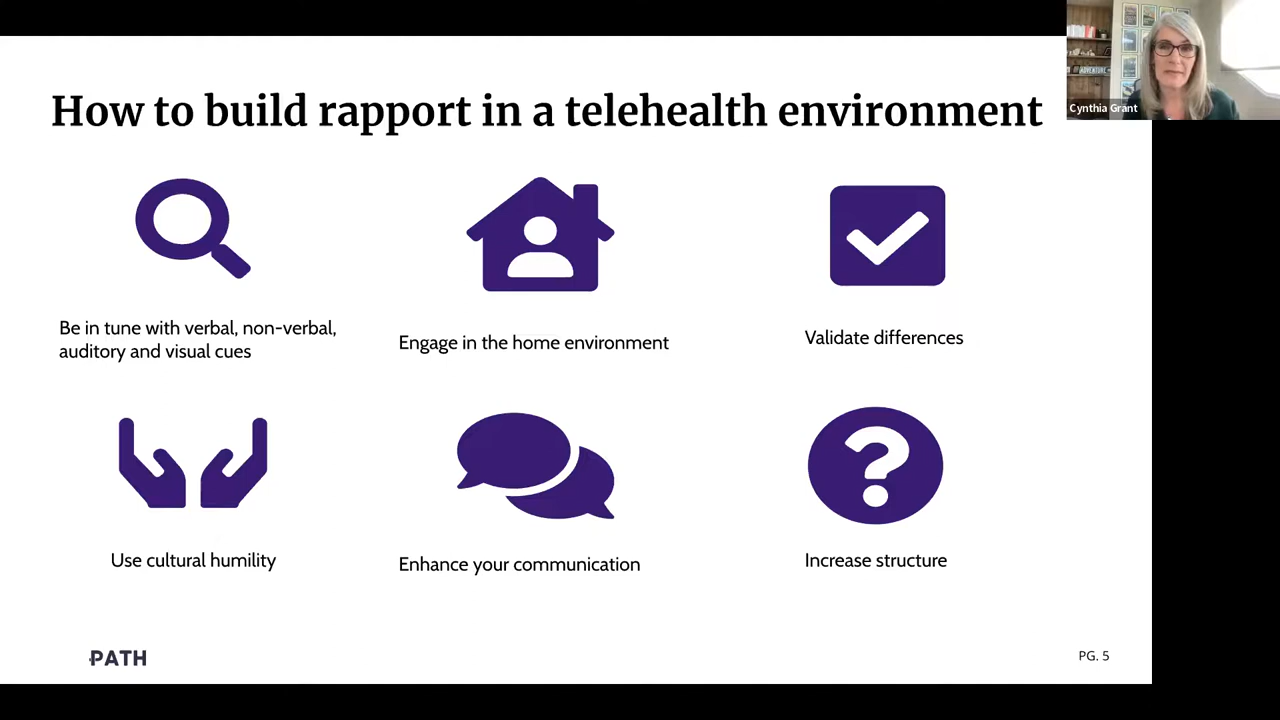 How to build rapport in a telehealth environment
Cynthia Grant
Be in tune with verbal, non-verbal,
auditory and visual cues
Engage in the home environment
Validate differences
Use cultural humility
Enhance your communication
Increase structure
PATH
PG. 5
ADVENTURE